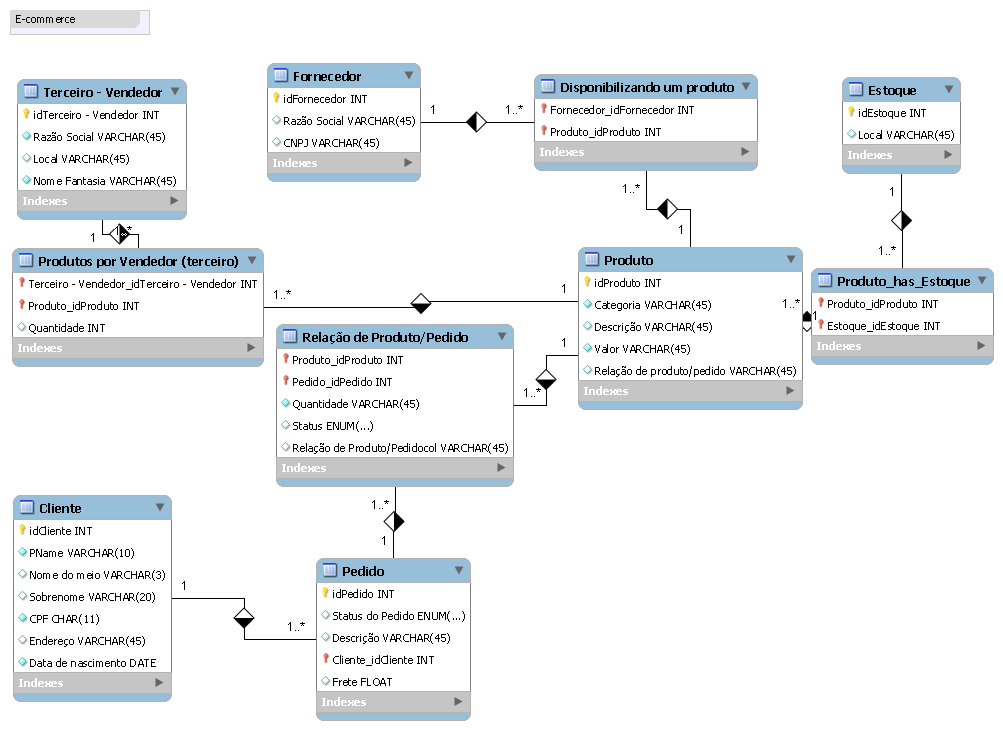 E-commerce
Terceiro - Vendedor
idTerceiro - Vendedor INT
Razão Social VARCHAR(45)
Local VARCHAR(45)
Nome Fantasia VARCHAR(45)
Indexes
Fornecedor
idFornecedor INT
Razão Social VARCHAR(45)
CNPJ VARCHAR(45)
Indexes
1
1..*
Disponibilizando um produto
Fornecedor_idFornecedor INT
Produto_idProduto INT
Indexes
Estoque
idEstoque INT
Local VARCHAR(45)
Indexes
1
1..*
1..*
1
1
1..*
Produtos por Vendedor (terceiro)
Terceiro - Vendedor_idTerceiro - Vendedor INT
Produto_idProduto INT
Quantidade INT
Indexes
1..*
1
Produto
idProduto INT
Categoria VARCHAR(45)
Descrição VARCHAR(45)
Valor VARCHAR(45)
Relação de produto/pedido VARCHAR(45)
Indexes
1..*
1
Produto_has_Estoque
Produto_idProduto INT
Estoque_idEstoque INT
Indexes
Relação de Produto/Pedido
Produto_idProduto INT
Pedido_idPedido INT
Quantidade VARCHAR(45)
Status ENUM(...)
Relação de Produto/Pedidocol VARCHAR(45)
Indexes
1
1..*
1..*
1
Cliente
idCliente INT
PName VARCHAR(10)
Nome do meio VARCHAR(3)
Sobrenome VARCHAR(20)
CPF CHAR(11)
Endereço VARCHAR(45)
Data de nascimento DATE
Indexes
1
1..*
Pedido
idPedido INT
Status do Pedido ENUM(...)
Descrição VARCHAR(45)
Cliente_idCliente INT
Frete FLOAT
Indexes